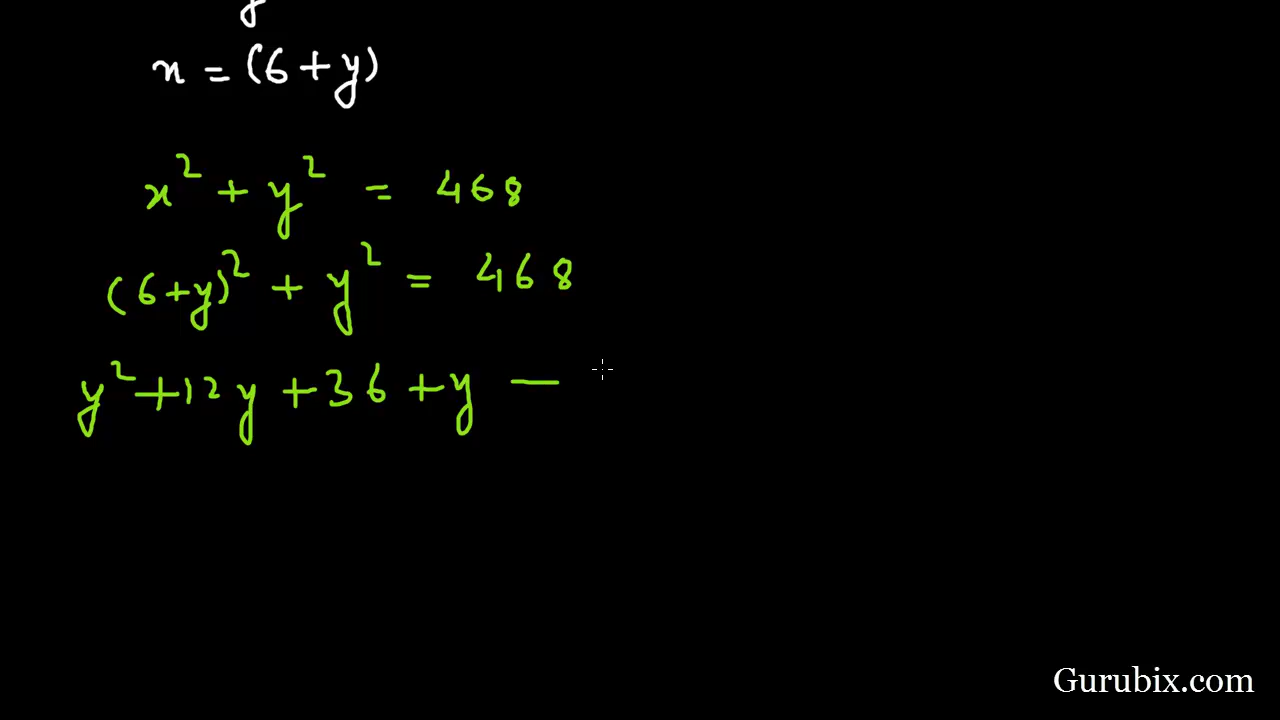 y
x = (6 + y)
x² + y² = 468
(6+y)² + y² = 468
y² + 12y + 36 + y —
Gurubix.com